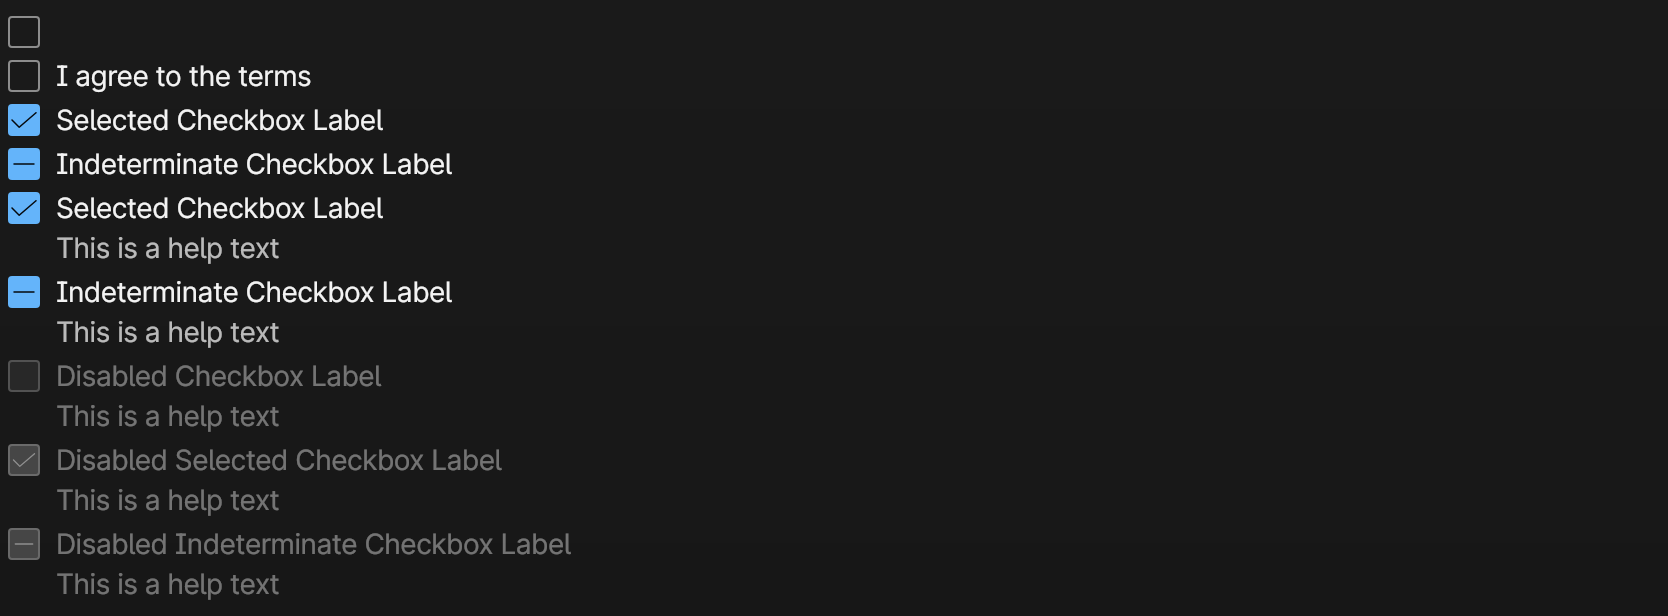 I agree to the terms
Selected Checkbox Label
Indeterminate Checkbox Label
Selected Checkbox Label
This is a help text
Indeterminate Checkbox Label
This is a help text
Disabled Checkbox Label
This is a help text
Disabled Selected Checkbox Label
This is a help text
Disabled Indeterminate Checkbox Label
This is a help text